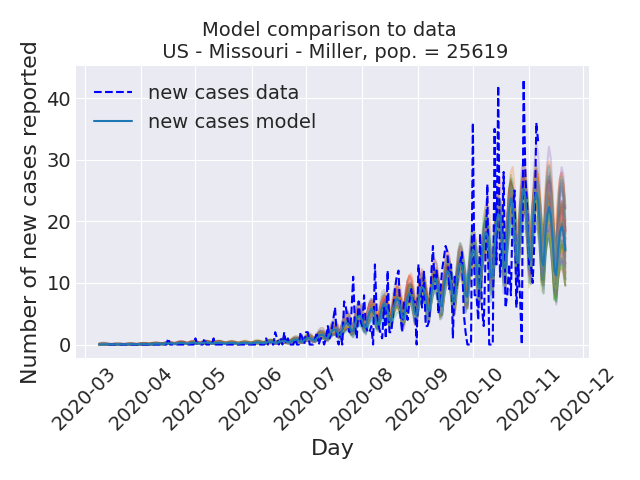 Model comparison to data
US - Missouri - Miller, pop. = 25619
Number of new cases reported
40
30
20
10
0
new cases data
new cases model
2020-03
2020-04
2020-05
2020-06
2020-07
2020-08
2020-09
2020-10
2020-11
2020-12
Day